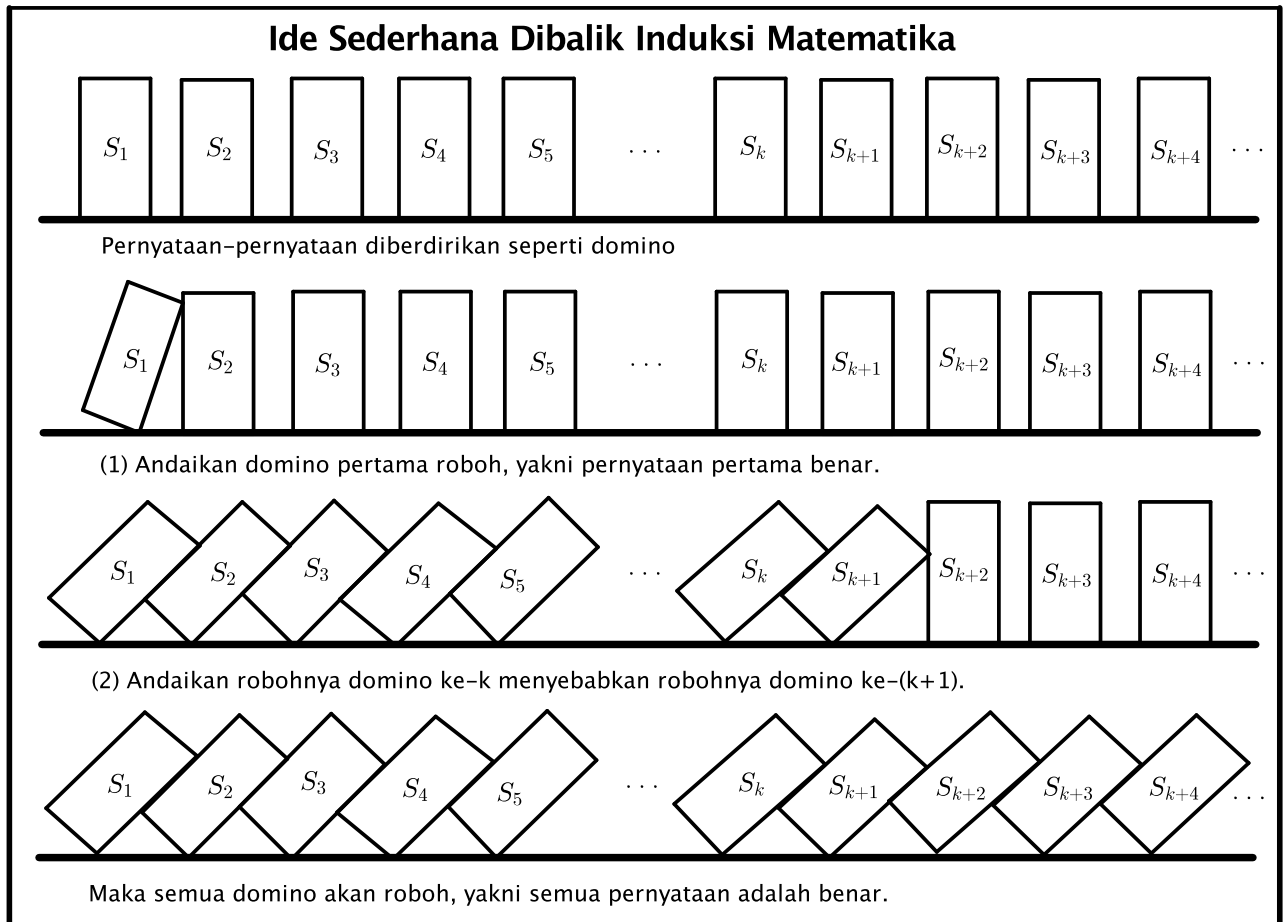 Ide Sederhana Dibalik Induksi Matematika
S₁ S₂ S₃ S₄ S₅ ... Sₖ Sₖ₊₁ Sₖ₊₂ Sₖ₊₃ Sₖ₊₄ ...
Pernyataan-pernyataan diberdirikan seperti domino
S₁ S₂ S₃ S₄ S₅ ... Sₖ Sₖ₊₁ Sₖ₊₂ Sₖ₊₃ Sₖ₊₄ ...
(1) Andaikan domino pertama roboh, yakni pernyataan pertama benar.
S₁ S₂ S₃ S₄ S₅ ... Sₖ Sₖ₊₁ Sₖ₊₂ Sₖ₊₃ Sₖ₊₄ ...
(2) Andaikan robohnya domino ke-k menyebabkan robohnya domino ke-(k+1).
S₁ S₂ S₃ S₄ S₅ ... Sₖ Sₖ₊₁ Sₖ₊₂ Sₖ₊₃ Sₖ₊₄ ...
Maka semua domino akan roboh, yakni semua pernyataan adalah benar.